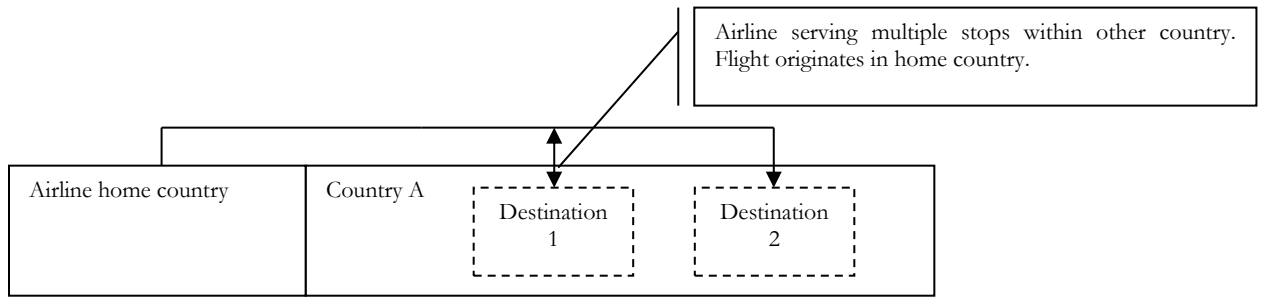 Airline serving multiple stops within other country.
Flight originates in home country.
Airline home country
Country A
Destination
1
Destination
2